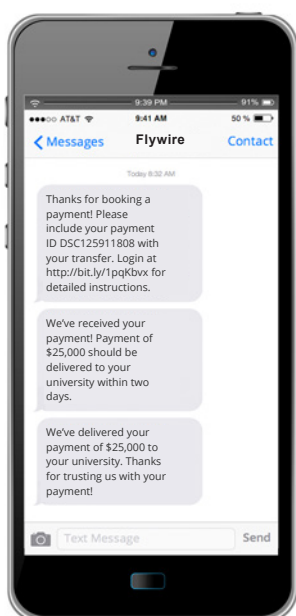 9:39 PM 91%
AT&T 9:41 AM 50 %
Messages Flywire Contact
Today 8:32 AM
Thanks for booking a
payment! Please
include your payment
ID DSC125911808 with
your transfer. Login at
http://bit.ly/1pqKbvx for
detailed instructions.
We’ve received your
payment! Payment of
$25,000 should be
delivered to your
university within two
days.
We’ve delivered your
payment of $25,000 to
your university. Thanks
for trusting us with your
payment!
Text Message Send